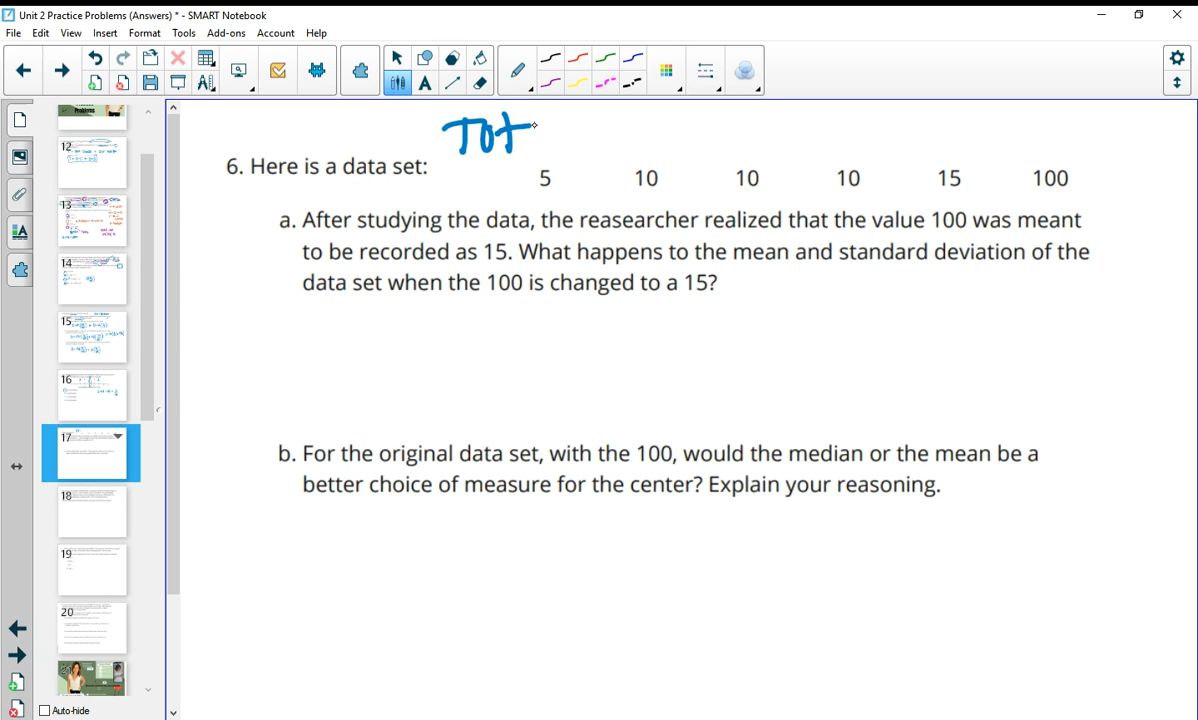 Unit 2 Practice Problems (Answers) * - SMART Notebook
File Edit View Insert Format Tools Add-ons Account Help
Tot
6. Here is a data set:
5 10 10 10 15 100
a. After studying the data, the reasearcher realized that the value 100 was meant
to be recorded as 15. What happens to the mean and standard deviation of the
data set when the 100 is changed to a 15?
b. For the original data set, with the 100, would the median or the mean be a
better choice of measure for the center? Explain your reasoning.
Problems
12
13
14
15
16
17
18
19
20
21
Auto-hide